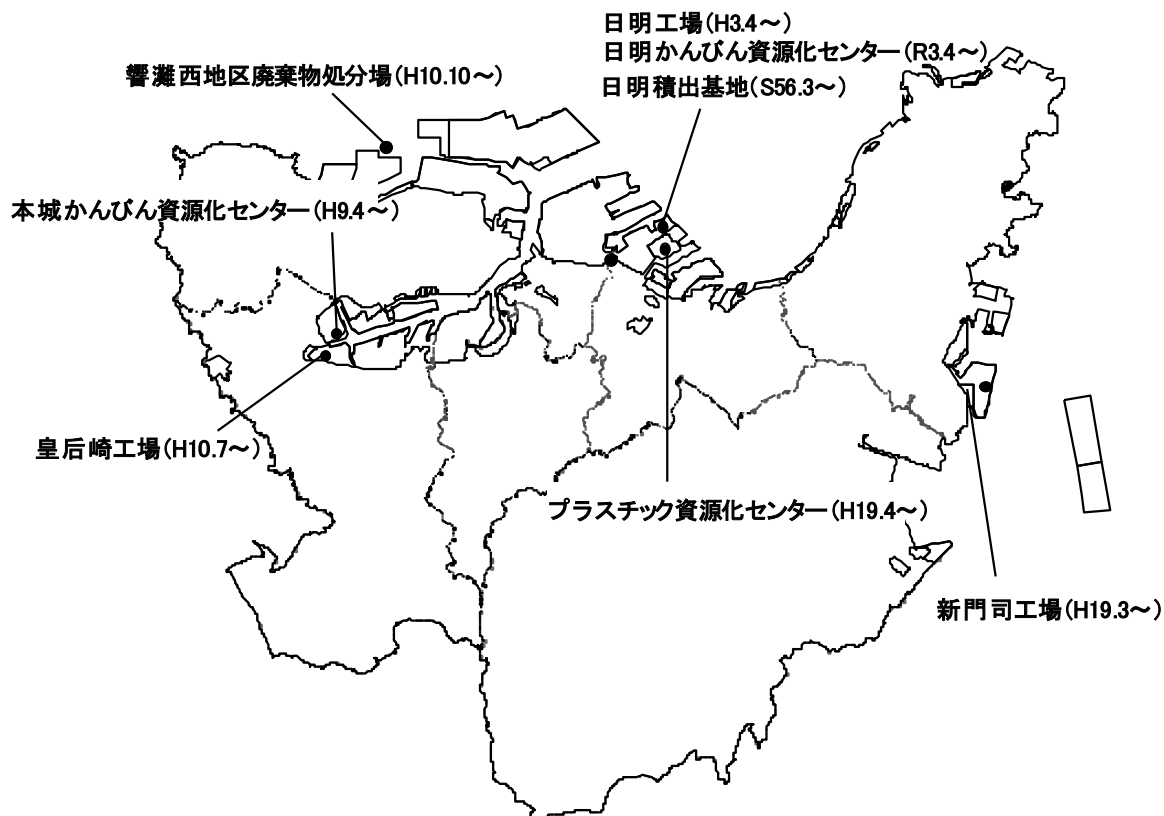 日明工場(H3.4～)
日明かんびん資源化センター(R3.4～)
日明積出基地(S56.3～)
響灘西地区廃棄物処分場(H10.10～)
本城かんびん資源化センター(H9.4～)
皇后崎工場(H10.7～)
プラスチック資源化センター(H19.4～)
新門司工場(H19.3～)